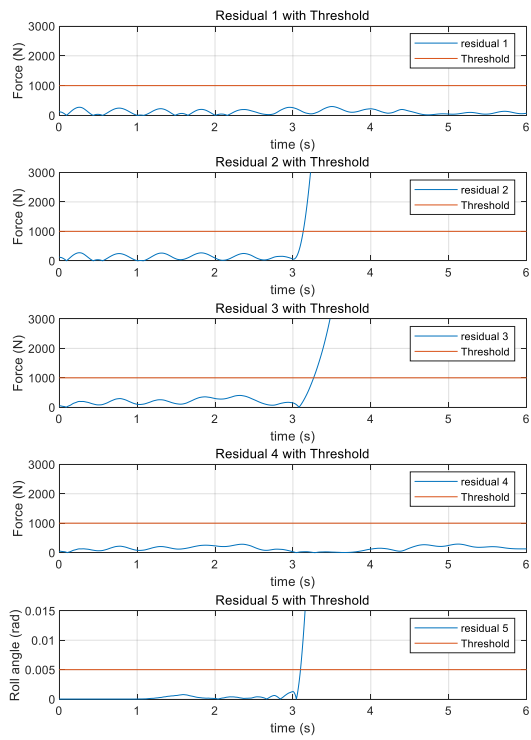 Residual 1 with Threshold
3000
2000
1000
0
Force (N)
residual 1
Threshold
0 1 2 3 4 5 6
time (s)
Residual 2 with Threshold
3000
2000
1000
0
Force (N)
residual 2
Threshold
0 1 2 3 4 5 6
time (s)
Residual 3 with Threshold
3000
2000
1000
0
Force (N)
residual 3
Threshold
0 1 2 3 4 5 6
time (s)
Residual 4 with Threshold
3000
2000
1000
0
Force (N)
residual 4
Threshold
0 1 2 3 4 5 6
time (s)
Residual 5 with Threshold
0.015
0.01
0.005
0
Roll angle (rad)
residual 5
Threshold
0 1 2 3 4 5 6
time (s)